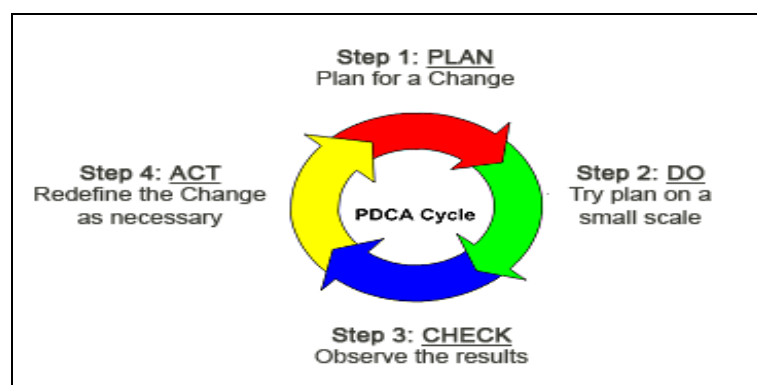 Step 1: PLAN
Plan for a Change
Step 2: DO
Try plan on a
small scale
Step 3: CHECK
Observe the results
Step 4: ACT
Redefine the Change
as necessary
PDCA Cycle